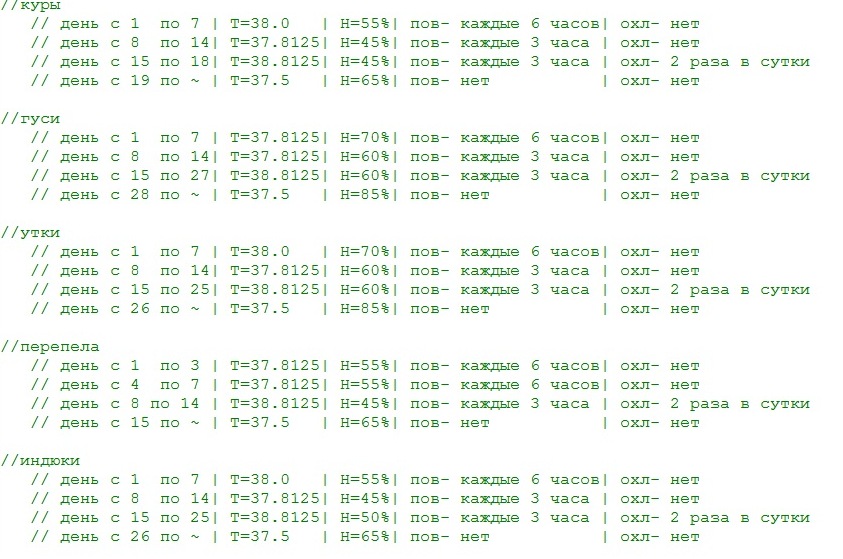 //куры
// день с 1  по 7 | T=38.0   | H=55%| пов- каждые 6 часов| охл- нет
// день с 8  по 14| T=37.8125| H=45%| пов- каждые 3 часа | охл- нет
// день с 15 по 18| T=38.8125| H=45%| пов- каждые 3 часа | охл- 2 раза в сутки
// день с 19 по ~ | T=37.5   | H=65%| пов- нет           | охл- нет
//гуси
// день с 1  по 7 | T=37.8125| H=70%| пов- каждые 6 часов| охл- нет
// день с 8  по 14| T=37.8125| H=60%| пов- каждые 3 часа | охл- нет
// день с 15 по 27| T=38.8125| H=60%| пов- каждые 3 часа | охл- 2 раза в сутки
// день с 28 по ~ | T=37.5   | H=85%| пов- нет           | охл- нет
//утки
// день с 1  по 7 | T=38.0   | H=70%| пов- каждые 6 часов| охл- нет
// день с 8  по 14| T=37.8125| H=60%| пов- каждые 3 часа | охл- нет
// день с 15 по 25| T=38.8125| H=60%| пов- каждые 3 часа | охл- 2 раза в сутки
// день с 26 по ~ | T=37.5   | H=85%| пов- нет           | охл- нет
//перепела
// день с 1  по 3 | T=37.8125| H=55%| пов- каждые 6 часов| охл- нет
// день с 4  по 7 | T=37.8125| H=55%| пов- каждые 6 часов| охл- нет
// день с 8 по 14 | T=38.8125| H=45%| пов- каждые 3 часа | охл- 2 раза в сутки
// день с 15 по ~ | T=37.5   | H=65%| пов- нет           | охл- нет
//индюки
// день с 1  по 7 | T=38.0   | H=55%| пов- каждые 6 часов| охл- нет
// день с 8  по 14| T=37.8125| H=45%| пов- каждые 3 часа | охл- нет
// день с 15 по 25| T=38.8125| H=50%| пов- каждые 3 часа | охл- 2 раза в сутки
// день с 26 по ~ | T=37.5   | H=65%| пов- нет           | охл- нет